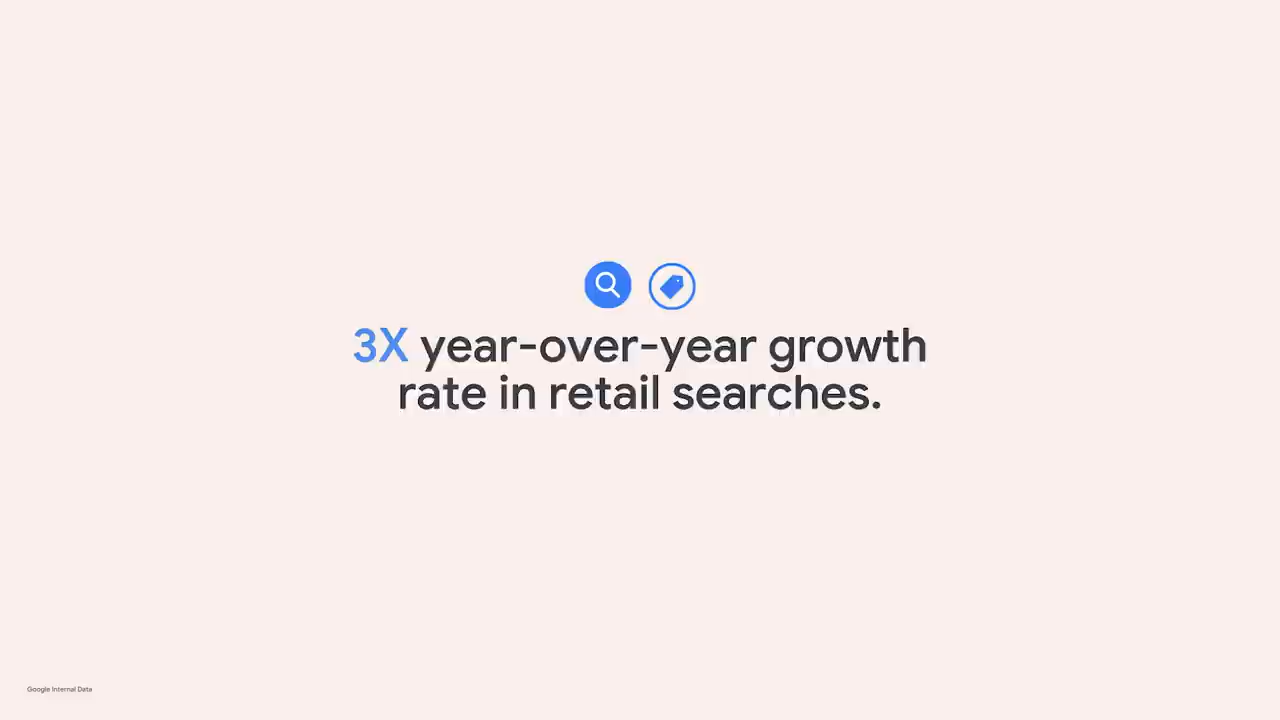 3X year-over-year growth
rate in retail searches.
Google Internal Data